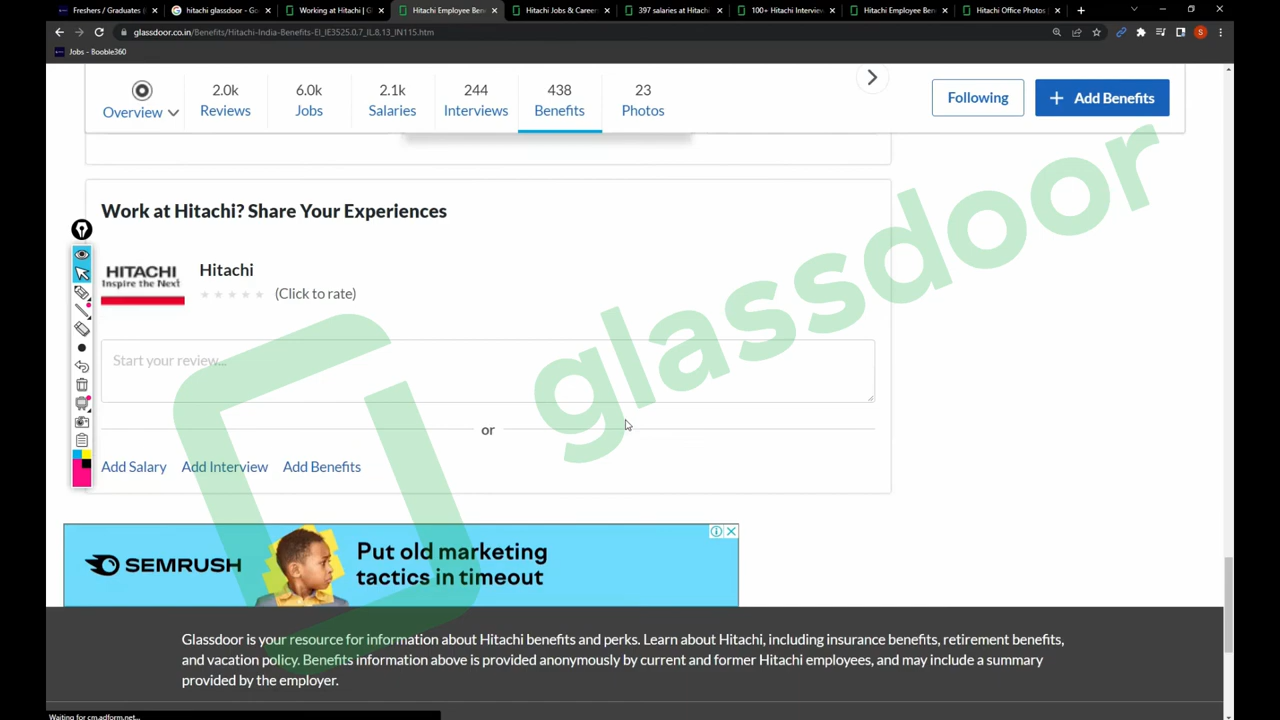 Freshers / Graduates
hitachi glassdoor - Go
Working at Hitachi | G
Hitachi Employee Ben
Hitachi Jobs & Career
397 salaries at Hitach
100+ Hitachi Intervie
Hitachi Employee Ben
Hitachi Office Photos |
glassdoor.co.in/Benefits/Hitachi-India-Benefits-EI_IE3525.0,7_IL.8,13_IN115.htm
S
Jobs - Booble360
Overview
2.0k
Reviews
6.0k
Jobs
2.1k
Salaries
244
Interviews
438
Benefits
23
Photos
Following
+ Add Benefits
Work at Hitachi? Share Your Experiences
HITACHI
Inspire the Next
Hitachi
(Click to rate)
Start your review...
or
Add Salary Add Interview Add Benefits
glassdoor
SEMRUSH
Put old marketing
tactics in timeout
Glassdoor is your resource for information about Hitachi benefits and perks. Learn about Hitachi, including insurance benefits, retirement benefits,
and vacation policy. Benefits information above is provided anonymously by current and former Hitachi employees, and may include a summary
provided by the employer.
Waiting for cm.adform.net...